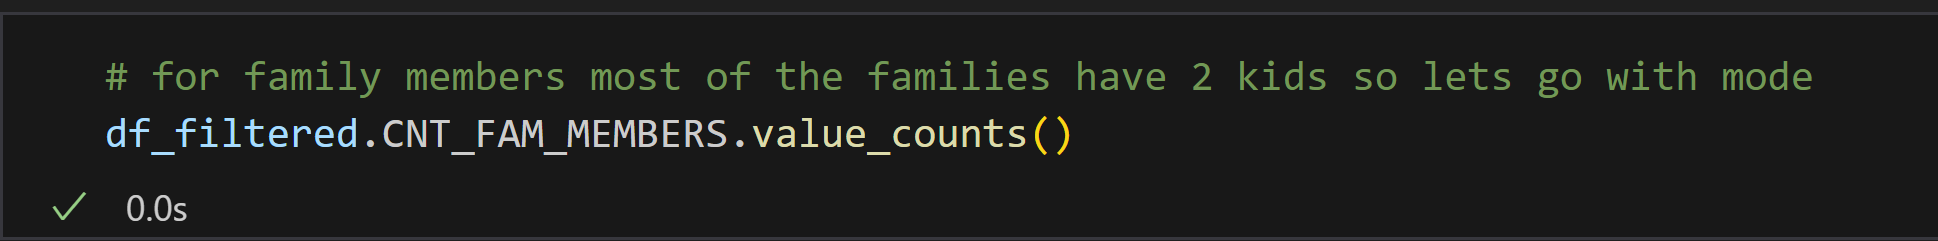 # for family members most of the families have 2 kids so lets go with mode
df_filtered.CNT_FAM_MEMBERS.value_counts()
0.0s